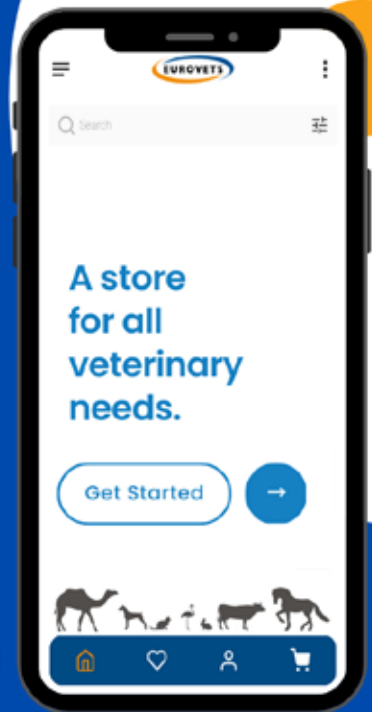 EUROVETS
Search
A store
for all
veterinary
needs.
Get Started